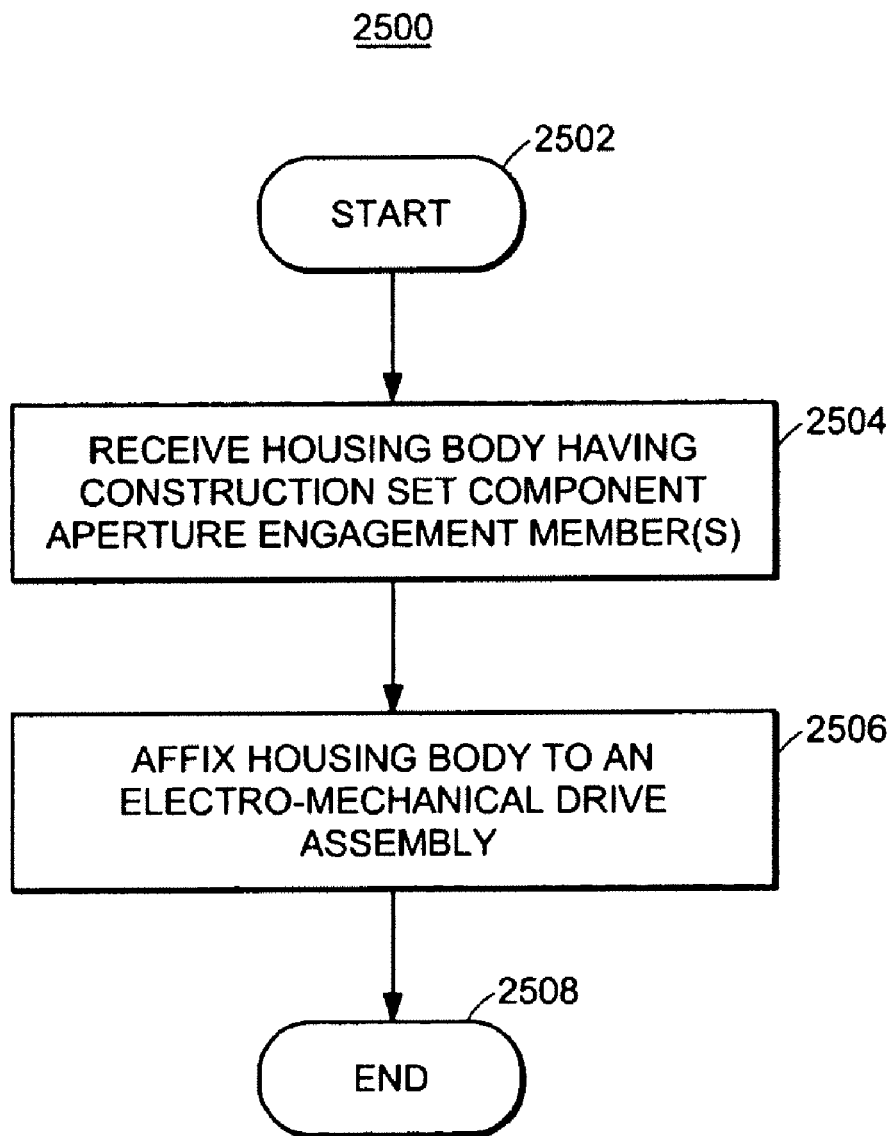 2500
2502
START
2504
RECEIVE HOUSING BODY HAVING
CONSTRUCTION SET COMPONENT
APERTURE ENGAGEMENT MEMBER(S)
2506
AFFIX HOUSING BODY TO AN
ELECTRO-MECHANICAL DRIVE
ASSEMBLY
2508
END